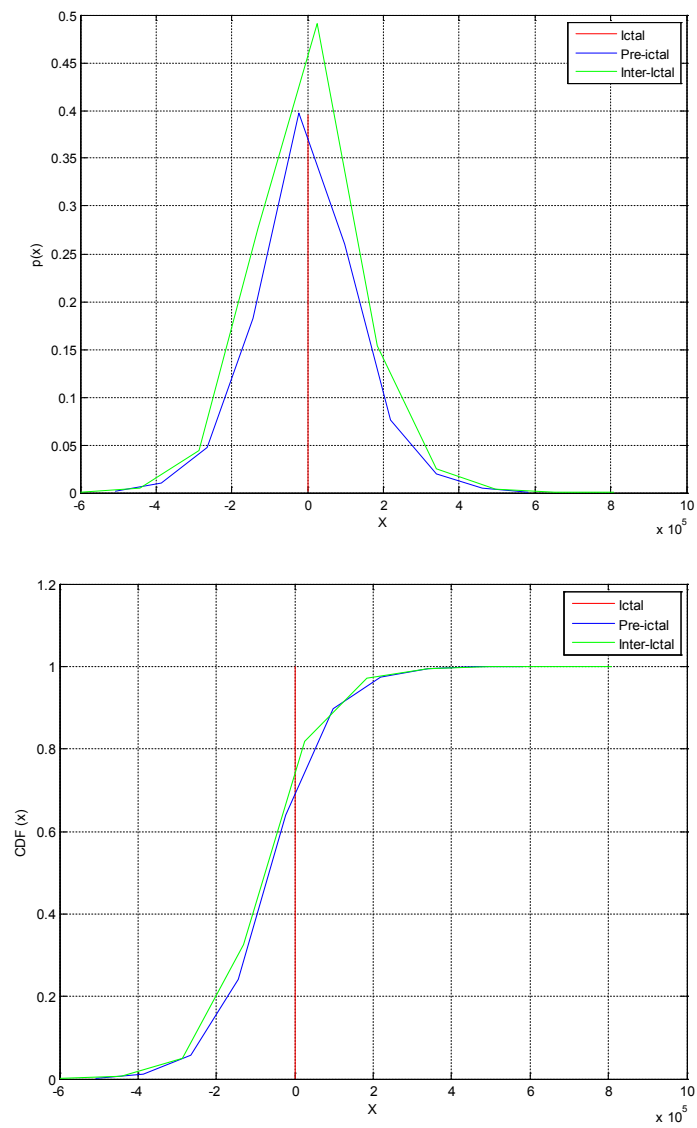 0.5
0.45
0.4
0.35
0.3
0.25
0.2
0.15
0.1
0.05
0
p(x)
Ictal
Pre-ictal
Inter-Ictal
-6 -4 -2 0 2 4 6 8 10
X
x 10^5
1.2
1
0.8
0.6
0.4
0.2
0
CDF (x)
Ictal
Pre-ictal
Inter-Ictal
-6 -4 -2 0 2 4 6 8 10
X
x 10^5